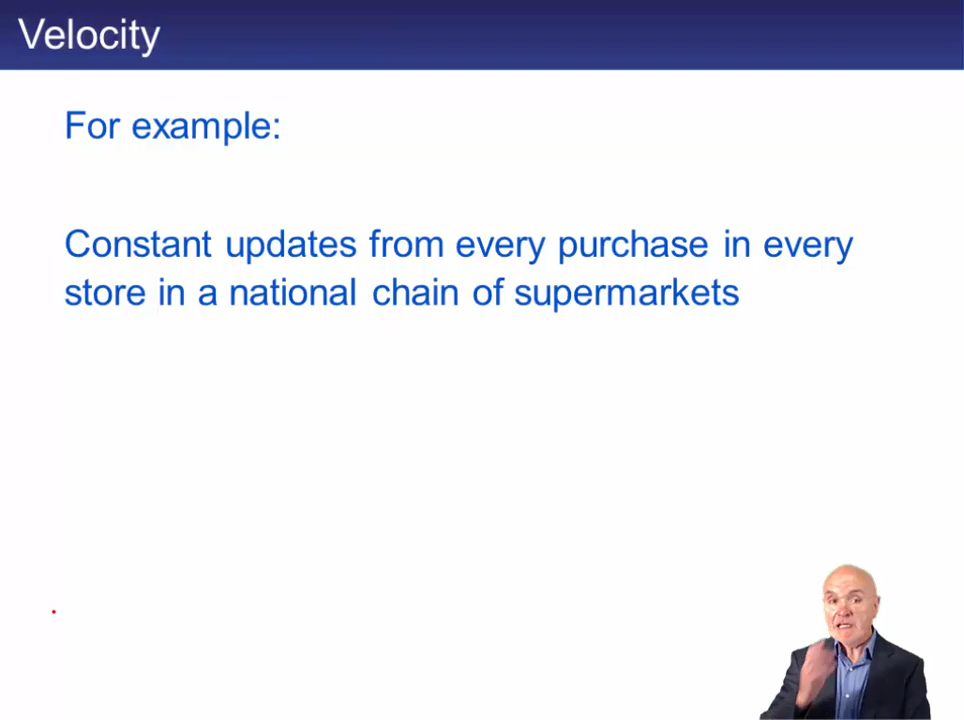 Velocity
For example:
Constant updates from every purchase in every
store in a national chain of supermarkets